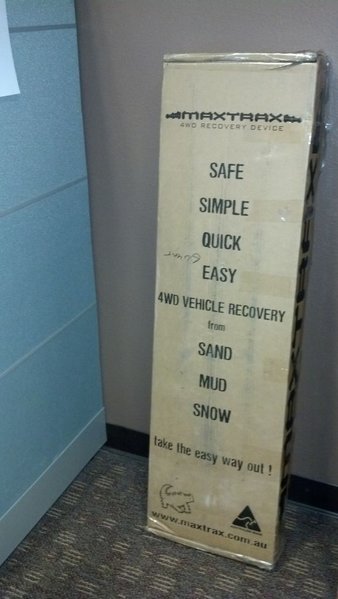 MAXTRAX
4WD RECOVERY DEVICE
SAFE
SIMPLE
QUICK
EASY
4WD VEHICLE RECOVERY
from
SAND
MUD
SNOW
take the easy way out !
www.maxtrax.com.au